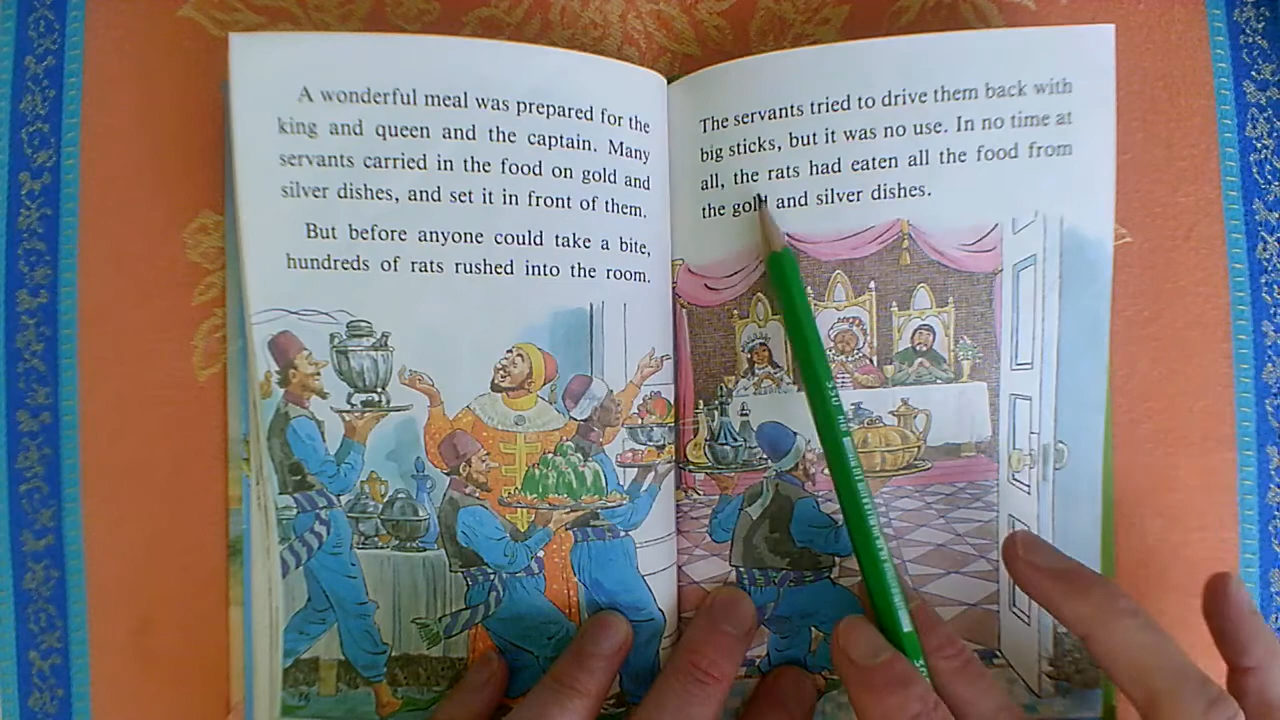 A wonderful meal was prepared for the
king and queen and the captain. Many
servants carried in the food on gold and
silver dishes, and set it in front of them.
But before anyone could take a bite,
hundreds of rats rushed into the room.
The servants tried to drive them back with
big sticks, but it was no use. In no time at
all, the rats had eaten all the food from
the gold and silver dishes.